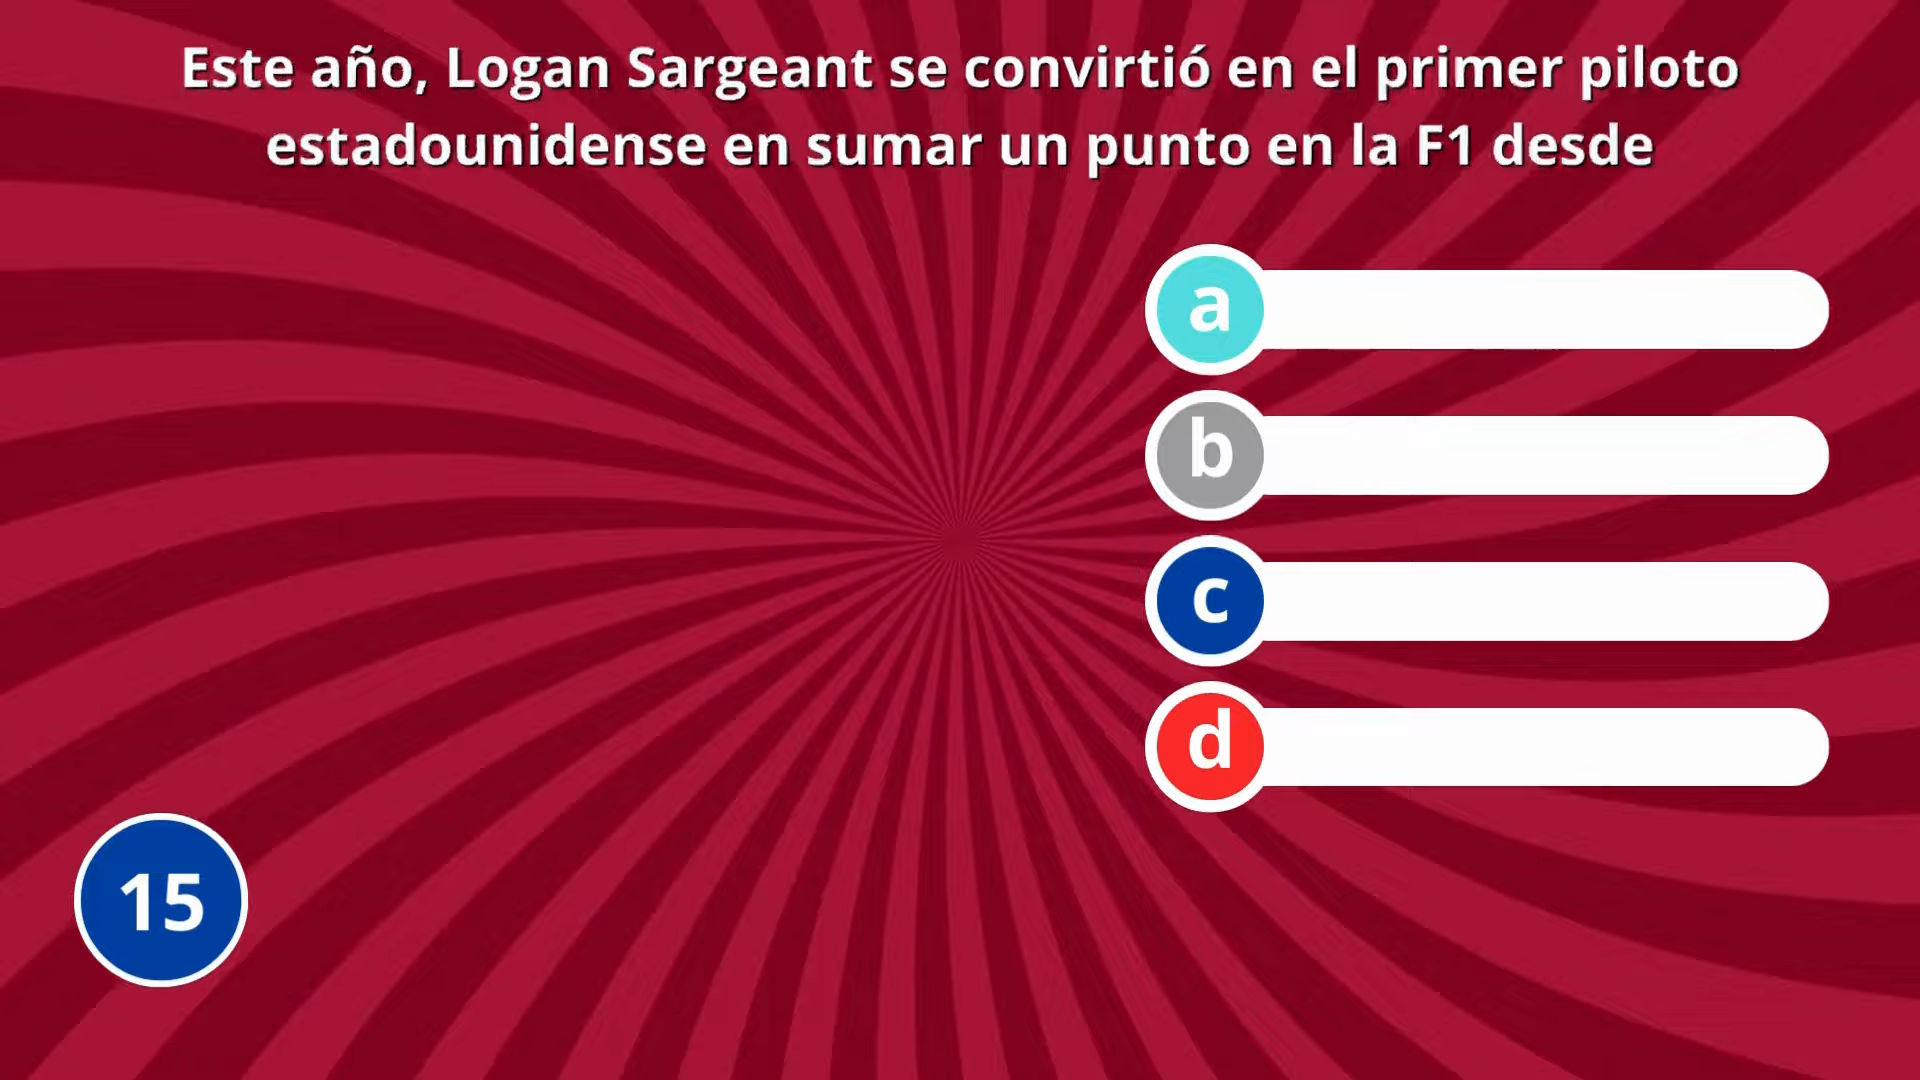 Este año, Logan Sargeant se convirtió en el primer piloto
estadounidense en sumar un punto en la F1 desde
a
b
c
d
15